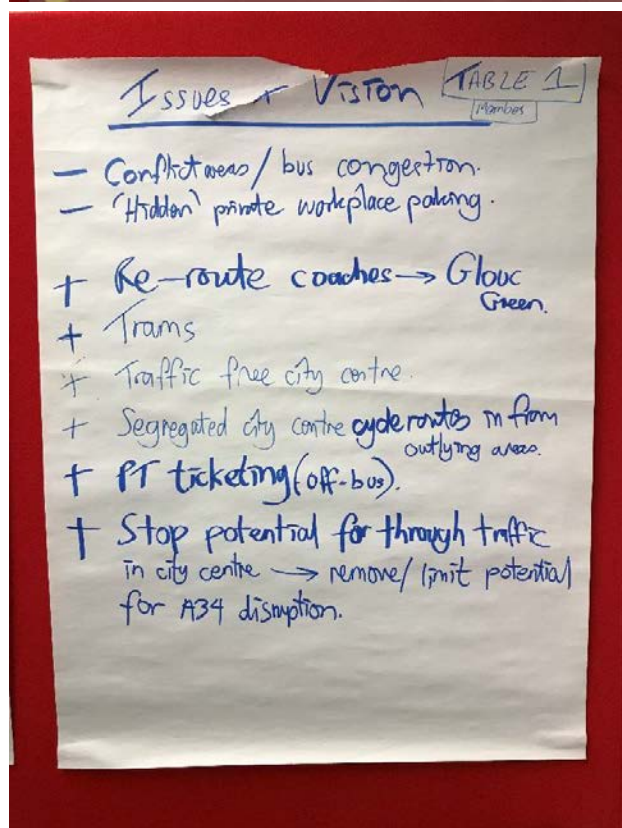 Issues + Vision
TABLE 1
Member
— Conflict areas / bus congestion.
— 'Hidden' private workplace parking.
+ Re-route coaches → Glouc
Green.
+ Trams
+ Traffic free city centre.
+ Segregated city centre cycle routes in from
outlying areas.
+ PT ticketing (off-bus).
+ Stop potential for through traffic
in city centre → remove / limit potential
for A34 disruption.